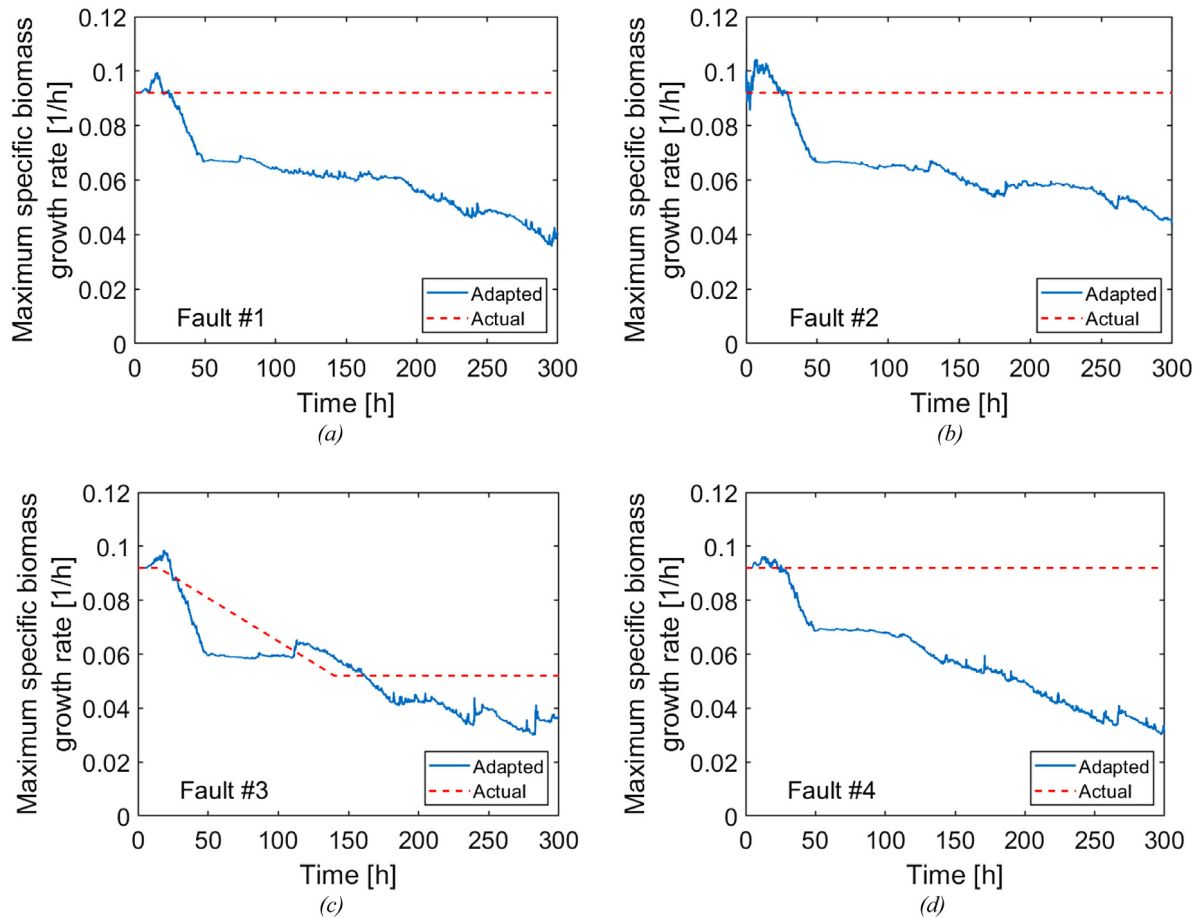 Maximum specific biomass
growth rate [1/h]
0.12
0.1
0.08
0.06
0.04
0.02
0
Fault #1
Adapted
Actual
0 50 100 150 200 250 300
Time [h]
(a)
Maximum specific biomass
growth rate [1/h]
0.12
0.1
0.08
0.06
0.04
0.02
0
Fault #2
Adapted
Actual
0 50 100 150 200 250 300
Time [h]
(b)
Maximum specific biomass
growth rate [1/h]
0.12
0.1
0.08
0.06
0.04
0.02
0
Fault #3
Adapted
Actual
0 50 100 150 200 250 300
Time [h]
(c)
Maximum specific biomass
growth rate [1/h]
0.12
0.1
0.08
0.06
0.04
0.02
0
Fault #4
Adapted
Actual
0 50 100 150 200 250 300
Time [h]
(d)